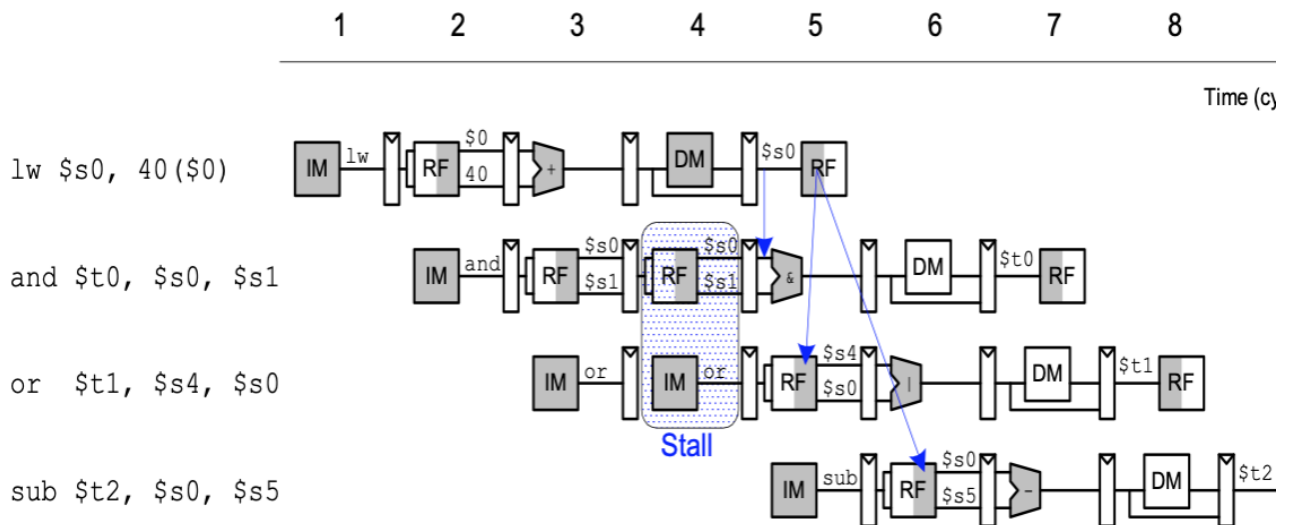 1 2 3 4 5 6 7 8
Time (cy
lw $s0, 40($0)
IM lw RF $0 40 + DM $s0 RF
and $t0, $s0, $s1
IM and RF $s0 $s1 RF $s0 $s1 & DM $t0 RF
or $t1, $s4, $s0
IM or IM or RF $s4 $s0 | DM $t1 RF
Stall
sub $t2, $s0, $s5
IM sub RF $s0 $s5 - DM $t2